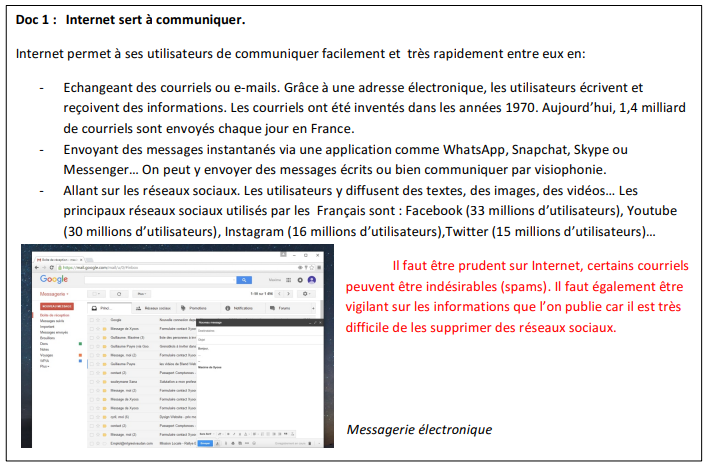 Doc 1 : Internet sert à communiquer.
Internet permet à ses utilisateurs de communiquer facilement et très rapidement entre eux en:
- Echangeant des courriels ou e-mails. Grâce à une adresse électronique, les utilisateurs écrivent et
reçoivent des informations. Les courriels ont été inventés dans les années 1970. Aujourd'hui, 1,4 milliard
de courriels sont envoyés chaque jour en France.
- Envoyant des messages instantanés via une application comme WhatsApp, Snapchat, Skype ou
Messenger… On peut y envoyer des messages écrits ou bien communiquer par visiophonie.
- Allant sur les réseaux sociaux. Les utilisateurs y diffusent des textes, des images, des vidéos… Les
principaux réseaux sociaux utilisés par les Français sont : Facebook (33 millions d'utilisateurs), Youtube
(30 millions d'utilisateurs), Instagram (16 millions d'utilisateurs),Twitter (15 millions d'utilisateurs)…
Google
Messagerie
Il faut être prudent sur Internet, certains courriels
peuvent être indésirables (spams). Il faut également être
vigilant sur les informations que l'on publie car il est très
difficile de les supprimer des réseaux sociaux.
Messagerie électronique